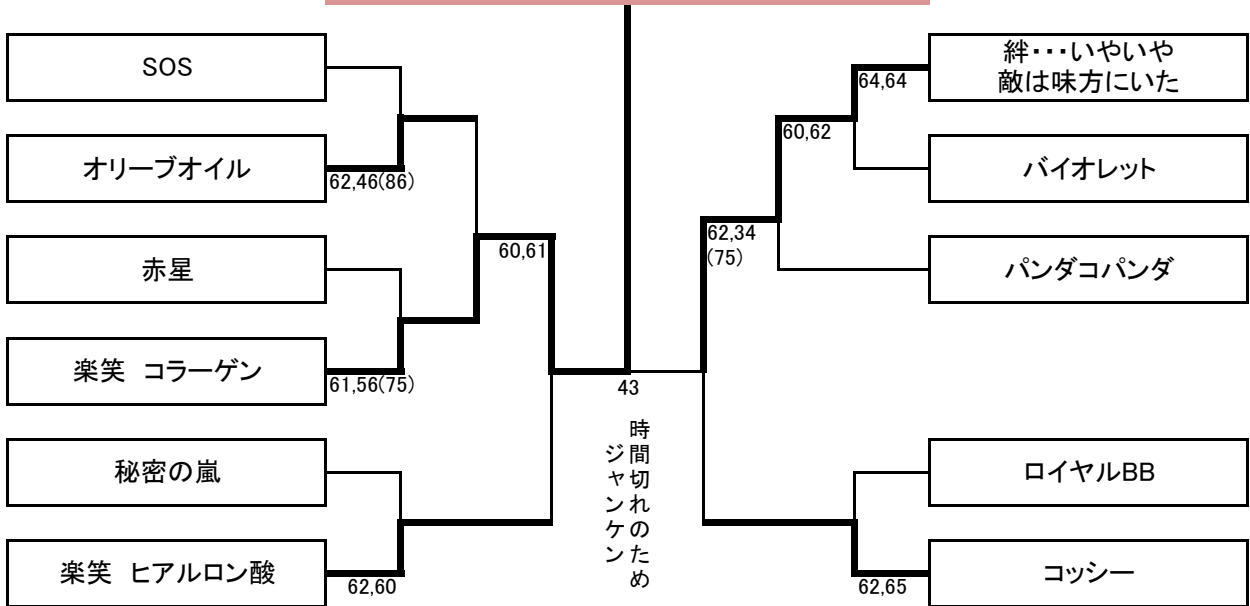 SOS
オリーブオイル
62,46(86)
赤星
楽笑　コラーゲン
61,56(75)
60,61
秘密の嵐
楽笑　ヒアルロン酸
62,60
43
時間切れのため
ジャンケン
絆・・・いやいや
敵は味方にいた
64,64
60,62
バイオレット
62,34
(75)
パンダコパンダ
ロイヤルBB
コッシー
62,65